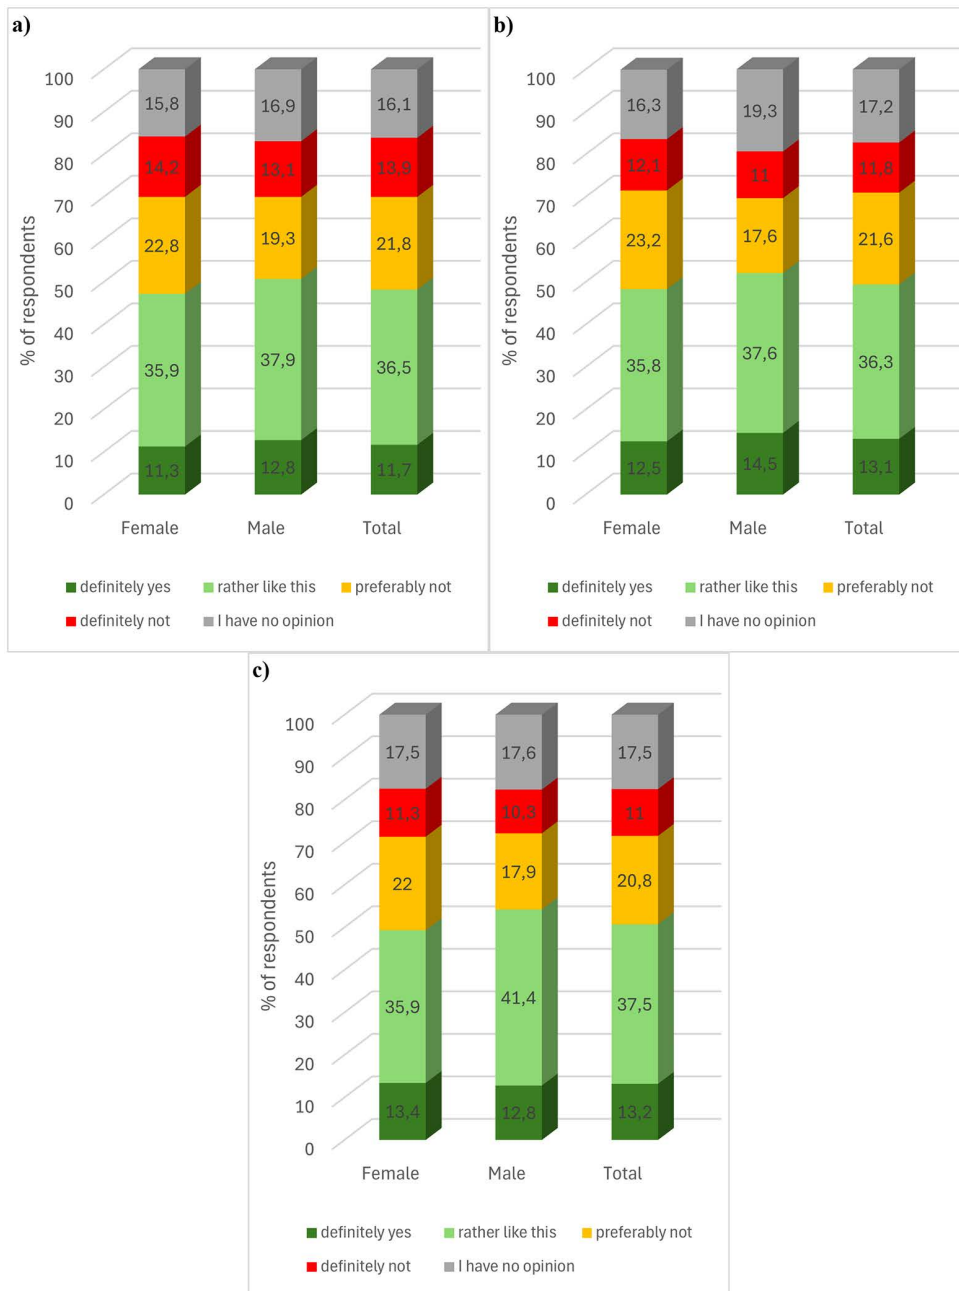 a)
% of respondents
100
90
80
70
60
50
40
30
20
10
0
15,8 16,9 16,1
14,2 13,1 13,9
22,8 19,3 21,8
35,9 37,9 36,5
11,3 12,8 11,7
Female Male Total
definitely yes rather like this preferably not
definitely not I have no opinion
b)
% of respondents
100
90
80
70
60
50
40
30
20
10
0
16,3 19,3 17,2
12,1 11 11,8
23,2 17,6 21,6
35,8 37,6 36,3
12,5 14,5 13,1
Female Male Total
definitely yes rather like this preferably not
definitely not I have no opinion
c)
% of respondents
100
90
80
70
60
50
40
30
20
10
0
17,5 17,6 17,5
11,3 10,3 11
22 17,9 20,8
35,9 41,4 37,5
13,4 12,8 13,2
Female Male Total
definitely yes rather like this preferably not
definitely not I have no opinion